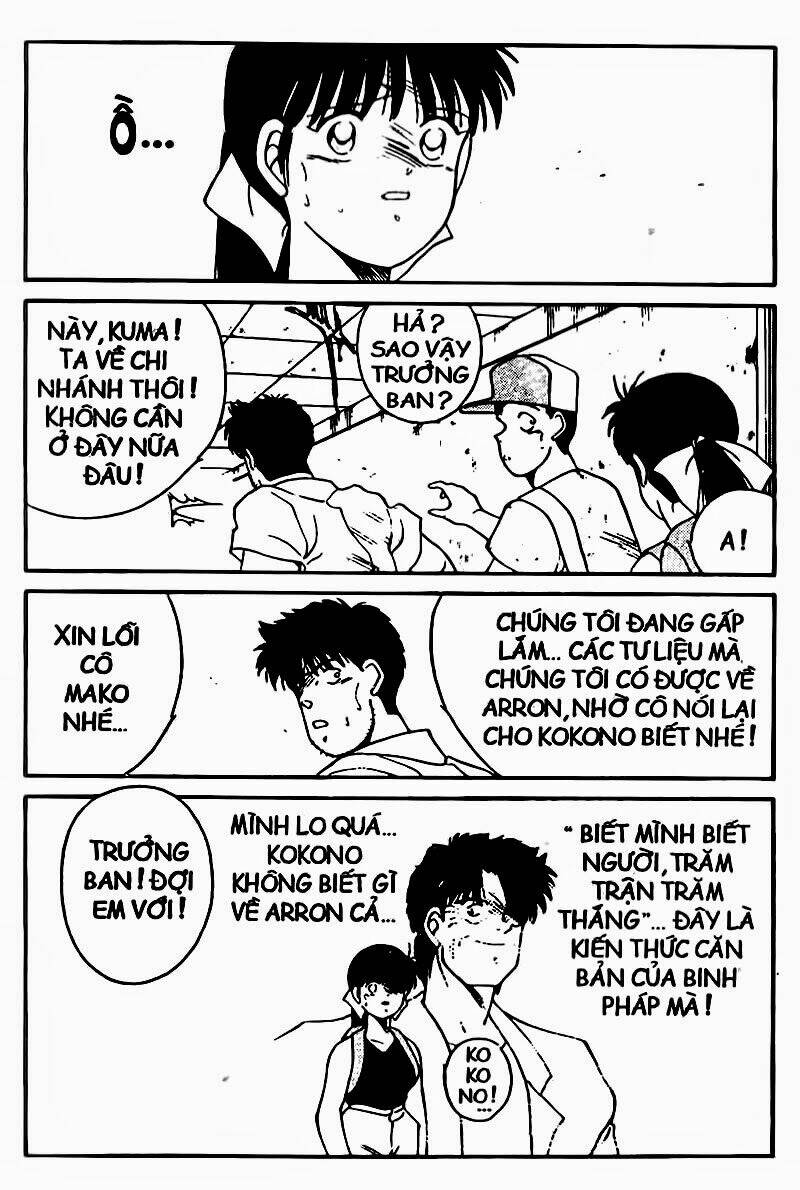 Ồ...
NÀY, KUMA!
TA VỀ CHI
NHÁNH THÔI!
KHÔNG CẦN
Ở ĐÂY NỮA
ĐÂU!
HẢ?
SAO VẬY
TRƯỞNG
BAN?
A!
XIN LỖI
CÔ
MAKO
NHÉ...
CHÚNG TÔI ĐANG GẤP
LẮM... CÁC TƯ LIỆU MÀ
CHÚNG TÔI CÓ ĐƯỢC VỀ
ARRON, NHỜ CÔ NÓI LẠI
CHO KOKONO BIẾT NHÉ!
TRƯỞNG
BAN! ĐỢI
EM VỚI!
MÌNH LO QUÁ...
KOKONO
KHÔNG BIẾT GÌ
VỀ ARRON CẢ...
" BIẾT MÌNH BIẾT
NGƯỜI, TRĂM
TRẬN TRĂM
THẮNG"... ĐÂY LÀ
KIẾN THỨC CĂN
BẢN CỦA BINH
PHÁP MÀ!
KO
KO
NO!
...